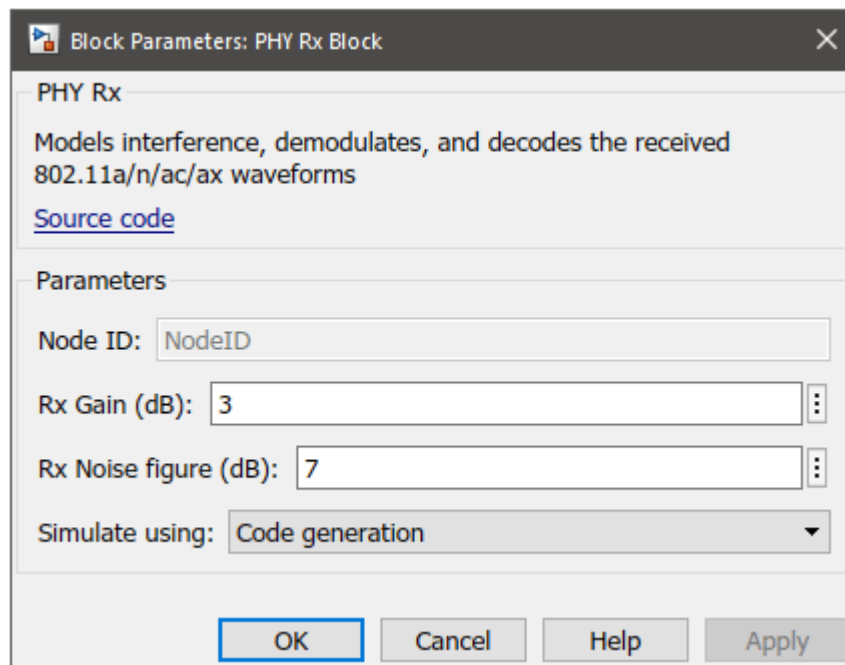 Block Parameters: PHY Rx Block
PHY Rx
Models interference, demodulates, and decodes the received
802.11a/n/ac/ax waveforms
Source code
Parameters
Node ID: NodeID
Rx Gain (dB): 3
Rx Noise figure (dB): 7
Simulate using: Code generation
OK Cancel Help Apply